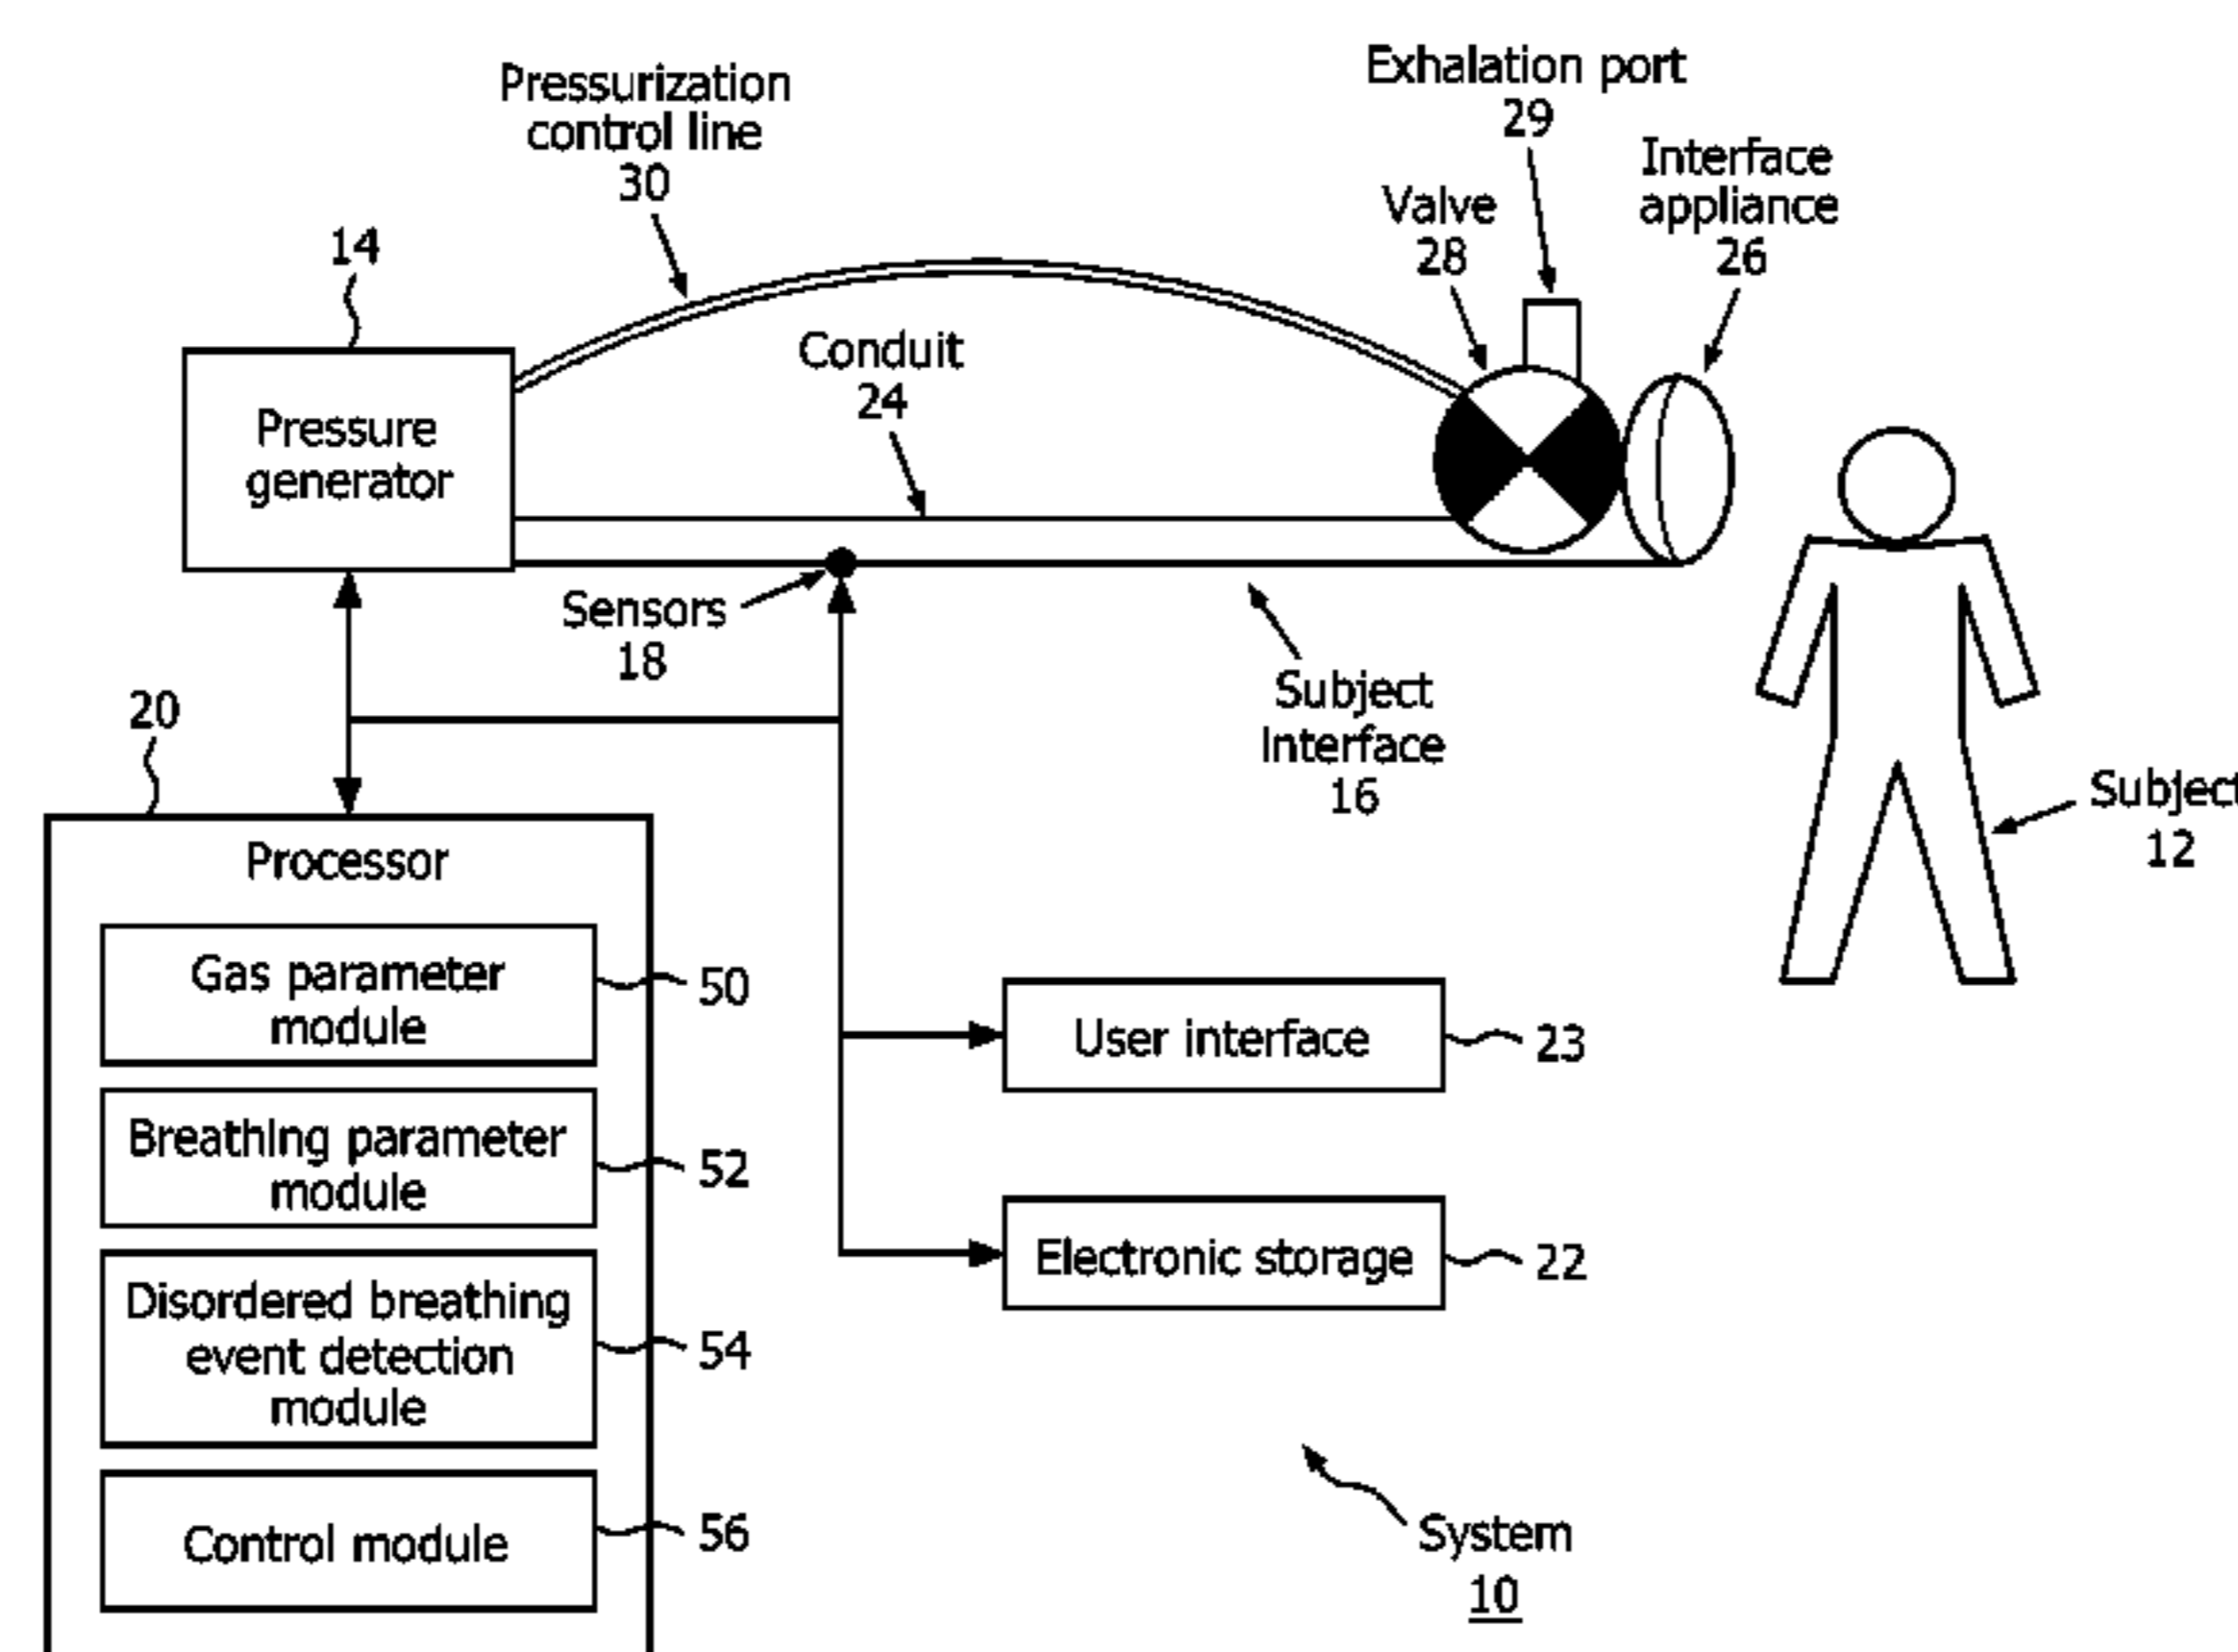 Pressurization
control line
30
Exhalation port
29
Interface
appliance
26
Valve
28
14
Conduit
24
Pressure
generator
Sensors
18
Subject
Interface
16
20
Subject
12
Processor
Gas parameter
module
50
Breathing parameter
module
52
Disordered breathing
event detection
module
54
Control module
56
User interface
23
Electronic storage
22
System
10